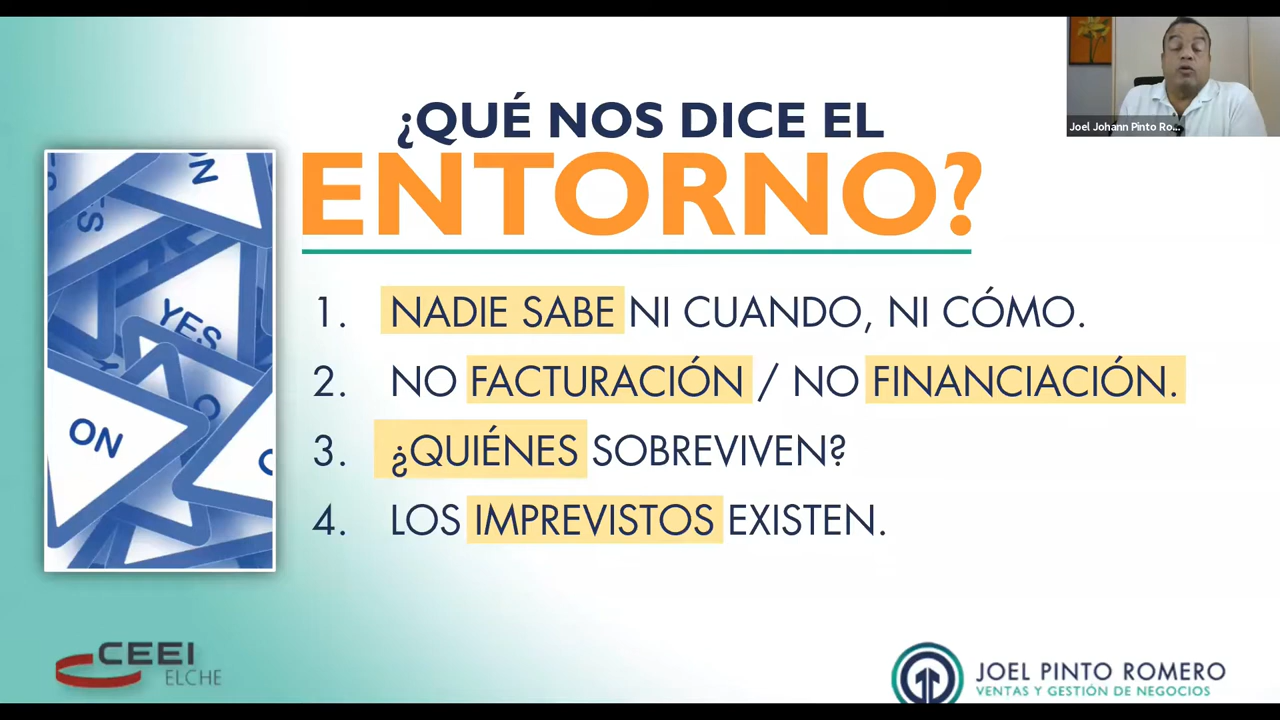 ¿QUÉ NOS DICE EL
ENTORNO?
1. NADIE SABE NI CUANDO, NI CÓMO.
2. NO FACTURACIÓN / NO FINANCIACIÓN.
3. ¿QUIÉNES SOBREVIVEN?
4. LOS IMPREVISTOS EXISTEN.
Joel Johann Pinto Ro...
YES
ON
CEEI
ELCHE
JOEL PINTO ROMERO
VENTAS Y GESTIÓN DE NEGOCIOS